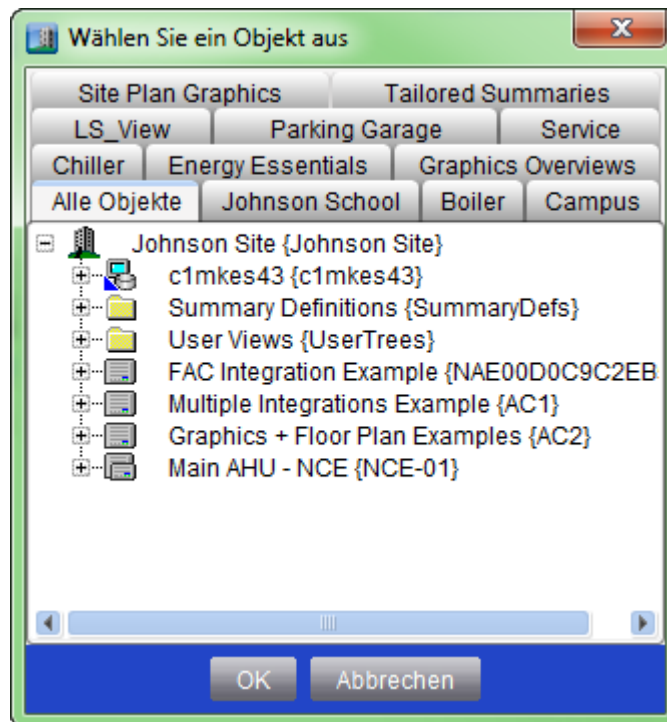 Wählen Sie ein Objekt aus
Site Plan Graphics Tailored Summaries
LS_View Parking Garage Service
Chiller Energy Essentials Graphics Overviews
Alle Objekte Johnson School Boiler Campus
Johnson Site {Johnson Site}
c1mkes43 {c1mkes43}
Summary Definitions {SummaryDefs}
User Views {UserTrees}
FAC Integration Example {NAE00D0C9C2EB
Multiple Integrations Example {AC1}
Graphics + Floor Plan Examples {AC2}
Main AHU - NCE {NCE-01}
OK Abbrechen